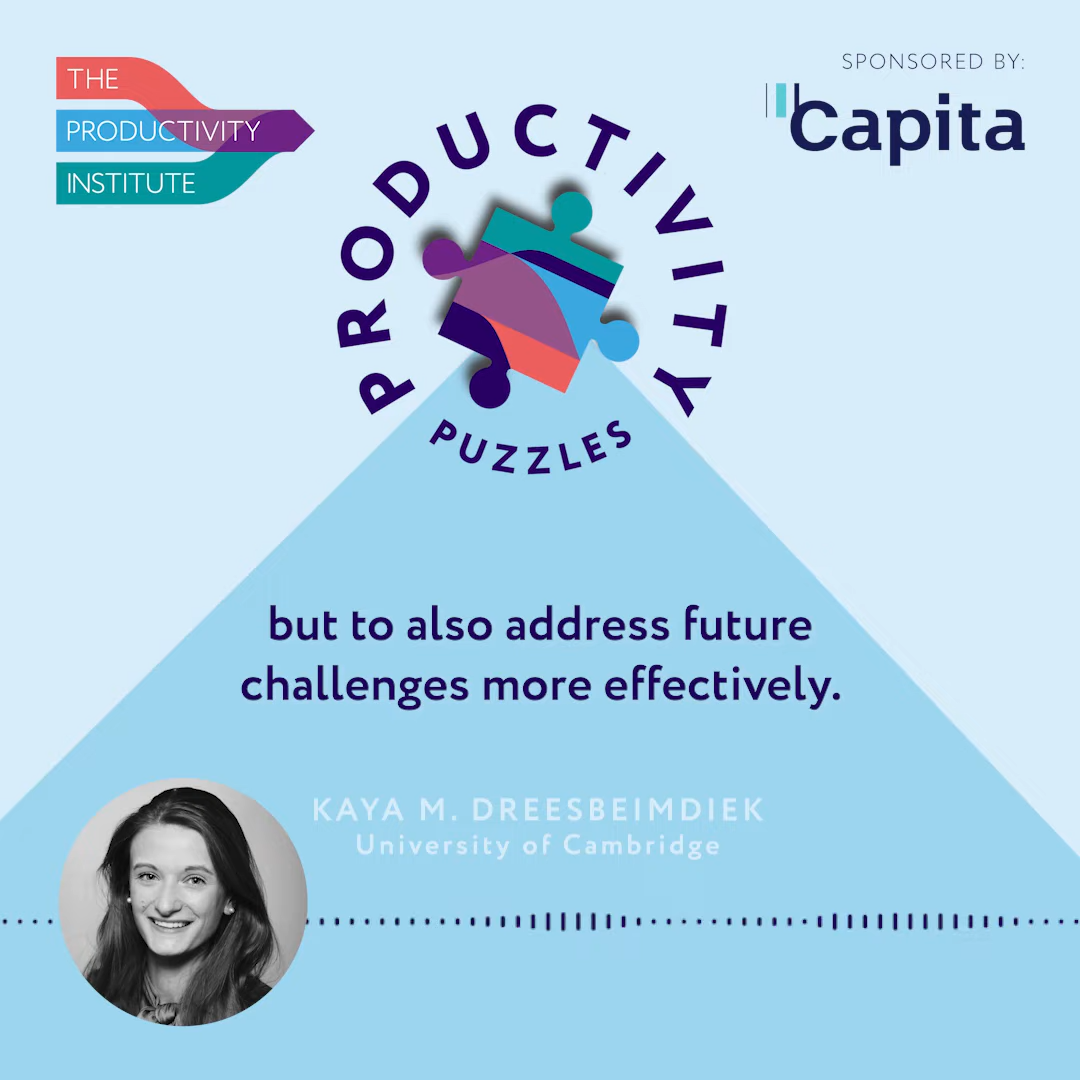 THE
PRODUCTIVITY
INSTITUTE
SPONSORED BY:
Capita
PRODUCTIVITY
PUZZLES
but to also address future
challenges more effectively.
KAYA M. DREESBEIMDIEK
University of Cambridge